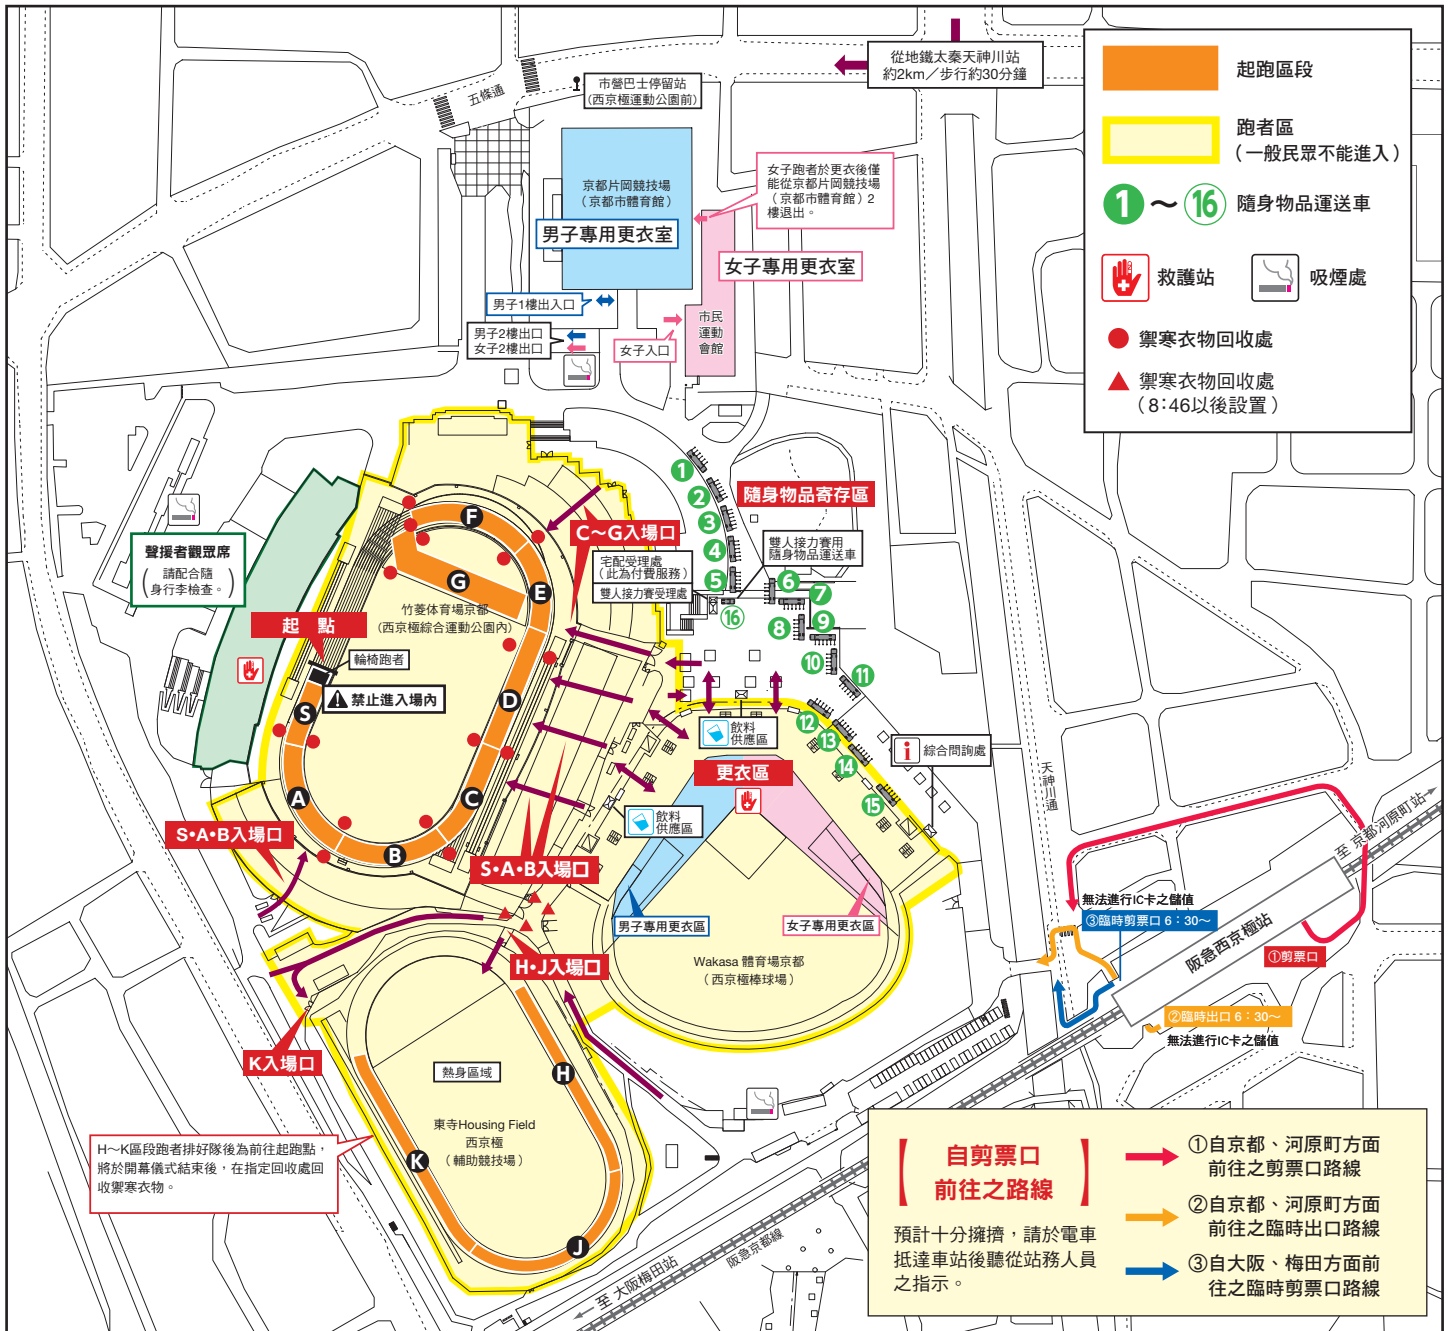 從地鐵太秦天神川站
約2km／步行約30分鐘
五條通
市營巴士停留站
(西京極運動公園前)
起跑區段
跑者區
（一般民眾不能進入）
1～16 隨身物品運送車
救護站
吸煙處
禦寒衣物回收處
禦寒衣物回收處
（8：46以後設置）
京都片岡競技場
（京都市體育館）
男子專用更衣室
女子跑者於更衣後僅
能從京都片岡競技場
（京都市體育館）2
樓退出。
女子專用更衣室
男子1樓出入口
男子2樓出口
女子2樓出口
女子入口
市民
運動
會館
1
2
3
4
5
6
7
8
9
10
11
12
13
14
15
16
隨身物品寄存區
雙人接力賽用
隨身物品運送車
C～G入場口
宅配受理處
（此為付費服務）
雙人接力賽受理處
聲援者觀眾席
（請配合隨
身行李檢查。）
F
G
E
D
S
A
B
C
竹菱体育場京都
(西京極綜合運動公園內)
起 點
輪椅跑者
禁止進入場內
飲料
供應區
更衣區
飲料
供應區
i 綜合問詢處
天神川通
S•A•B入場口
S•A•B入場口
男子專用更衣區
女子專用更衣區
Wakasa 體育場京都
（西京極棒球場）
H•J入場口
K入場口
熱身區域
H
K
J
東寺Housing Field
西京極
（輔助競技場）
H～K區段跑者排好隊後為前往起跑點，
將於開幕儀式結束後，在指定回收處回
收禦寒衣物。
至 京都河原町站
無法進行IC卡之儲值
③臨時剪票口 6：30～
阪急西京極站
①剪票口
②臨時出口 6：30～
無法進行IC卡之儲值
至 大阪梅田站
阪急京都線
【自剪票口
前往之路線】
預計十分擁擠，請於電車
抵達車站後聽從站務人員
之指示。
①自京都、河原町方面
前往之剪票口路線
②自京都、河原町方面
前往之臨時出口路線
③自大阪、梅田方面前
往之臨時剪票口路線